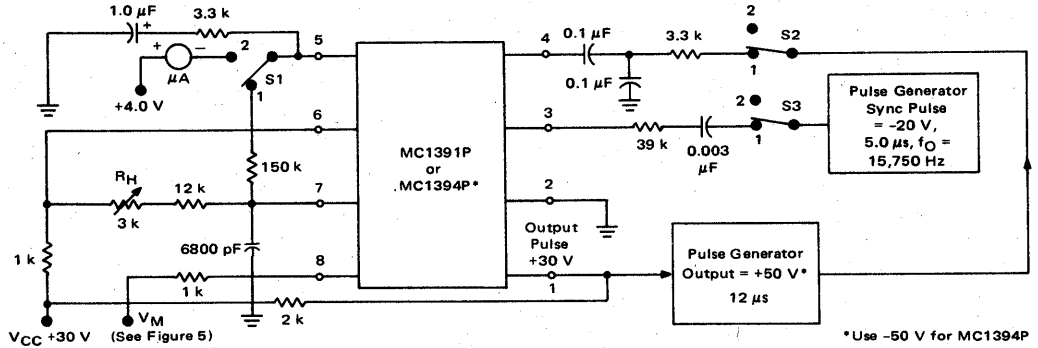 1.0 µF
+
3.3 k
2
5
+
−
µA
S1
1
+4.0 V
6
150 k
RH
3 k
12 k
7
6800 pF
1 k
8
1 k
2 k
VCC +30 V
VM
(See Figure 5)
MC1391P
or
MC1394P*
4
0.1 µF
0.1 µF
3.3 k
2
1
S2
3
39 k
0.003
µF
2
1
S3
Pulse Generator
Sync Pulse
= -20 V,
5.0 µs, fO =
15,750 Hz
2
Output
Pulse
+30 V
1
Pulse Generator
Output = +50 V*
12 µs
*Use -50 V for MC1394P